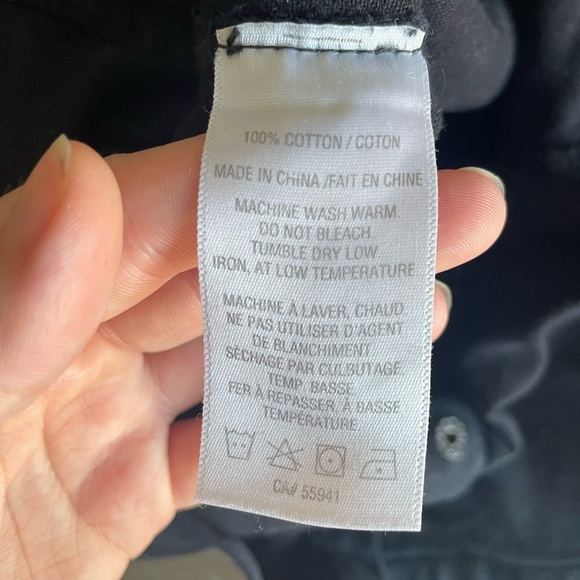 100% COTTON / COTON
MADE IN CHINA /FAIT EN CHINE
MACHINE WASH WARM.
DO NOT BLEACH.
TUMBLE DRY LOW
IRON, AT LOW TEMPERATURE.
MACHINE À LAVER, CHAUD
NE PAS UTILISER D'AGENT
DE BLANCHIMENT
SÉCHAGE PAR CULBUTAGE,
TEMP. BASSE.
FER À REPASSER, À BASSE
TEMPÉRATURE.
CA# 55941